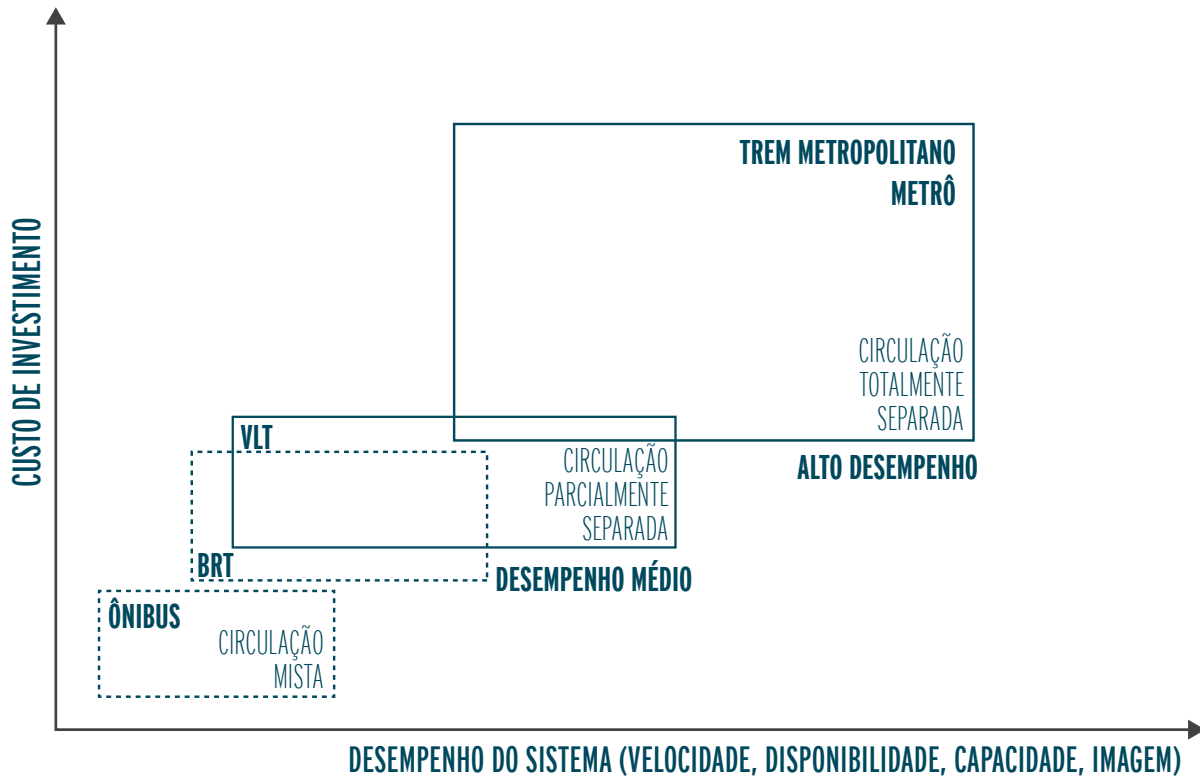 TREM METROPOLITANO
METRÔ
CIRCULAÇÃO
TOTALMENTE
SEPARADA
ALTO DESEMPENHO
CUSTO DE INVESTIMENTO
VLT
CIRCULAÇÃO
PARCIALMENTE
SEPARADA
BRT
DESEMPENHO MÉDIO
ÔNIBUS
CIRCULAÇÃO
MISTA
DESEMPENHO DO SISTEMA (VELOCIDADE, DISPONIBILIDADE, CAPACIDADE, IMAGEM)